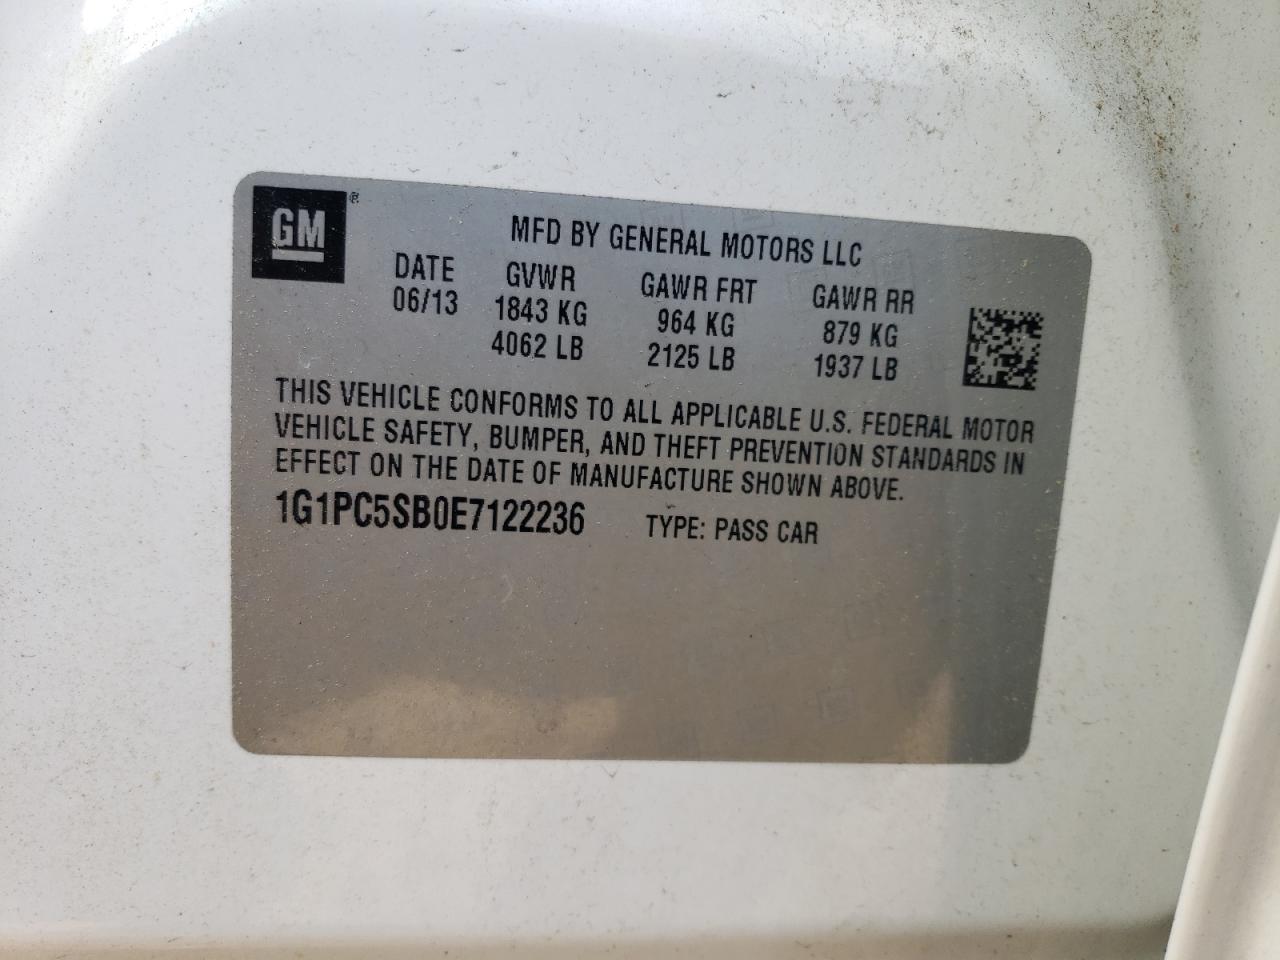 GM ®
MFD BY GENERAL MOTORS LLC
DATE GVWR GAWR FRT GAWR RR
06/13 1843 KG 964 KG 879 KG
4062 LB 2125 LB 1937 LB
THIS VEHICLE CONFORMS TO ALL APPLICABLE U.S. FEDERAL MOTOR
VEHICLE SAFETY, BUMPER, AND THEFT PREVENTION STANDARDS IN
EFFECT ON THE DATE OF MANUFACTURE SHOWN ABOVE.
1G1PC5SB0E7122236 TYPE: PASS CAR